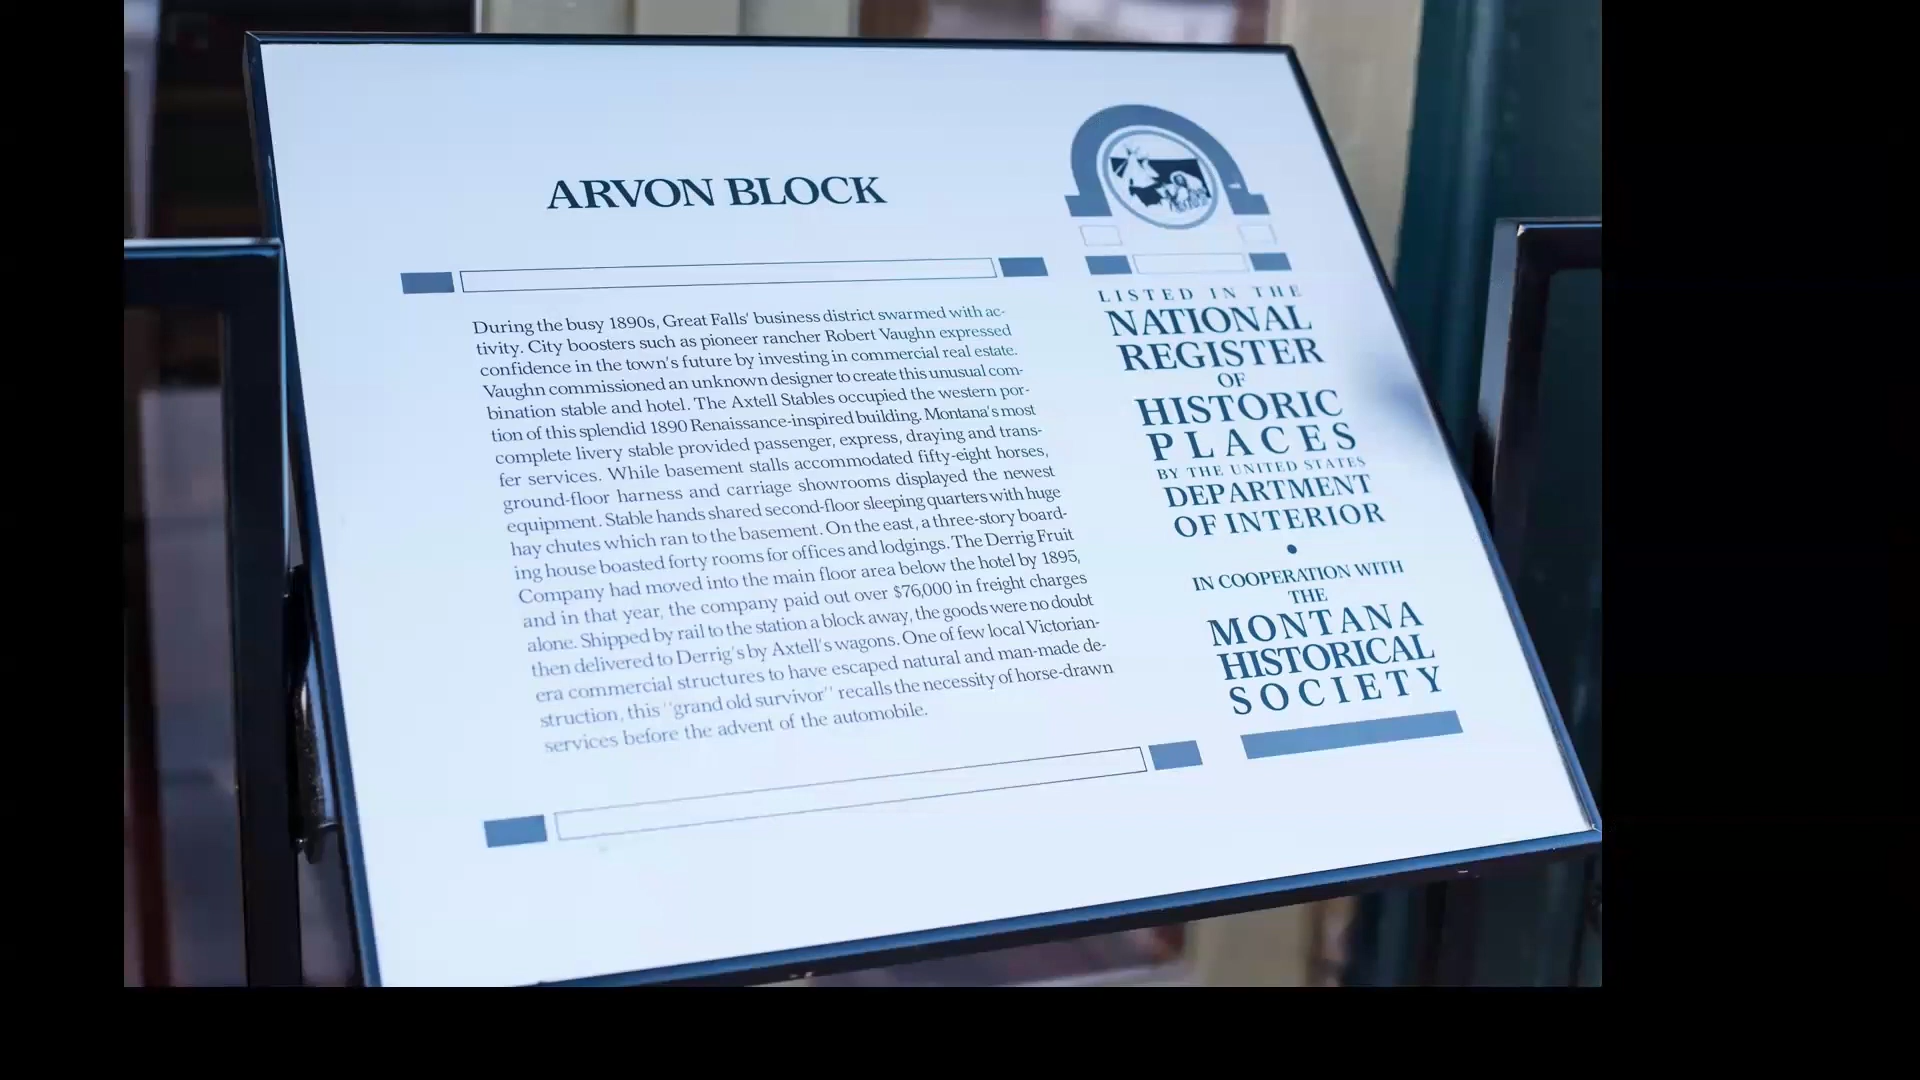 ARVON BLOCK
During the busy 1890s, Great Falls' business district swarmed with ac-
tivity. City boosters such as pioneer rancher Robert Vaughn expressed
confidence in the town's future by investing in commercial real estate.
Vaughn commissioned an unknown designer to create this unusual com-
bination stable and hotel. The Axtell Stables occupied the western por-
tion of this splendid 1890 Renaissance-inspired building. Montana's most
complete livery stable provided passenger, express, draying and trans-
fer services. While basement stalls accommodated fifty-eight horses,
ground-floor harness and carriage showrooms displayed the newest
equipment. Stable hands shared second-floor sleeping quarters with huge
hay chutes which ran to the basement. On the east, a three-story board-
ing house boasted forty rooms for offices and lodgings. The Derrig Fruit
Company had moved into the main floor area below the hotel by 1895,
and in that year, the company paid out over $76,000 in freight charges
alone. Shipped by rail to the station a block away, the goods were no doubt
then delivered to Derrig's by Axtell's wagons. One of few local Victorian-
era commercial structures to have escaped natural and man-made de-
struction, this "grand old survivor" recalls the necessity of horse-drawn
services before the advent of the automobile.
LISTED IN THE
NATIONAL
REGISTER
OF
HISTORIC
PLACES
BY THE UNITED STATES
DEPARTMENT
OF INTERIOR
•
IN COOPERATION WITH
THE
MONTANA
HISTORICAL
SOCIETY